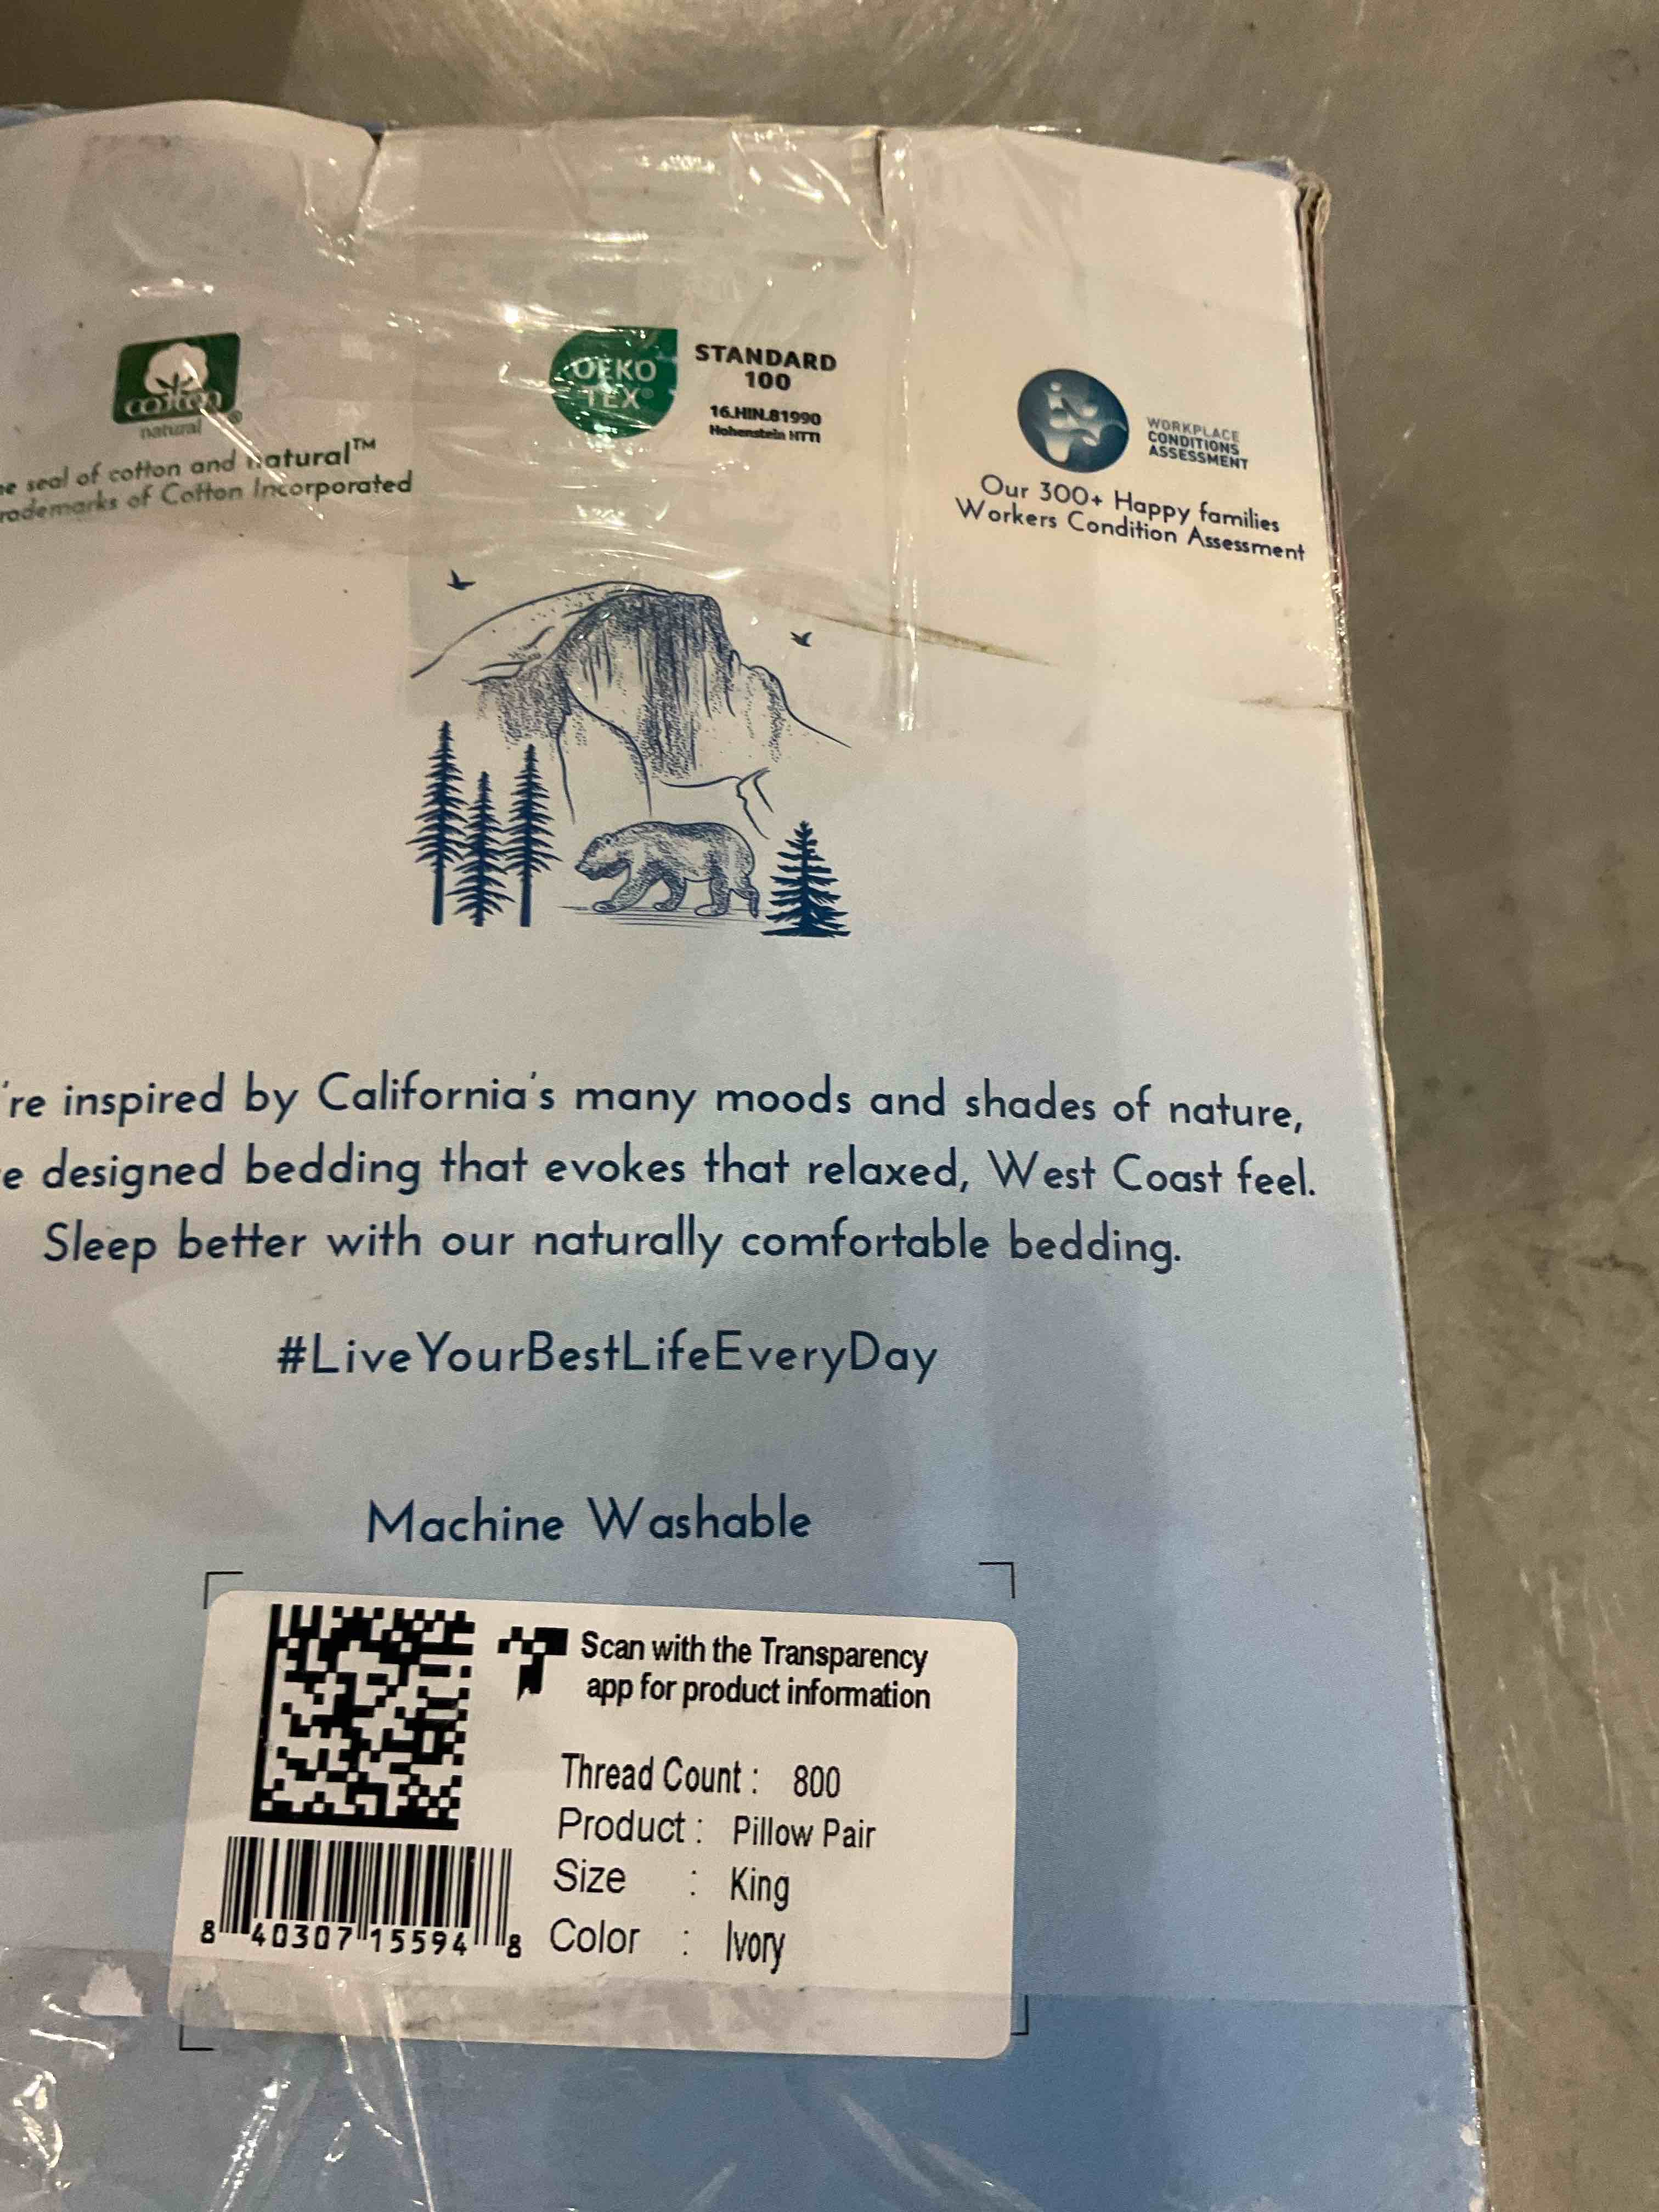 cotton
natural
seal of cotton and naturalTM
of Cotton Incorporated
OEKO
TEX®
STANDARD
100
16.HIN.81990
Hohenstein HTTI
WORKPLACE
CONDITIONS
ASSESSMENT
Our 300+ Happy families
Workers Condition Assessment
're inspired by California's many moods and shades of nature,
designed bedding that evokes that relaxed, West Coast feel.
Sleep better with our naturally comfortable bedding.
#LiveYourBestLifeEveryDay
Machine Washable
Scan with the Transparency
app for product information
Thread Count : 800
Product : Pillow Pair
Size : King
Color : Ivory
8 40307 15594 8